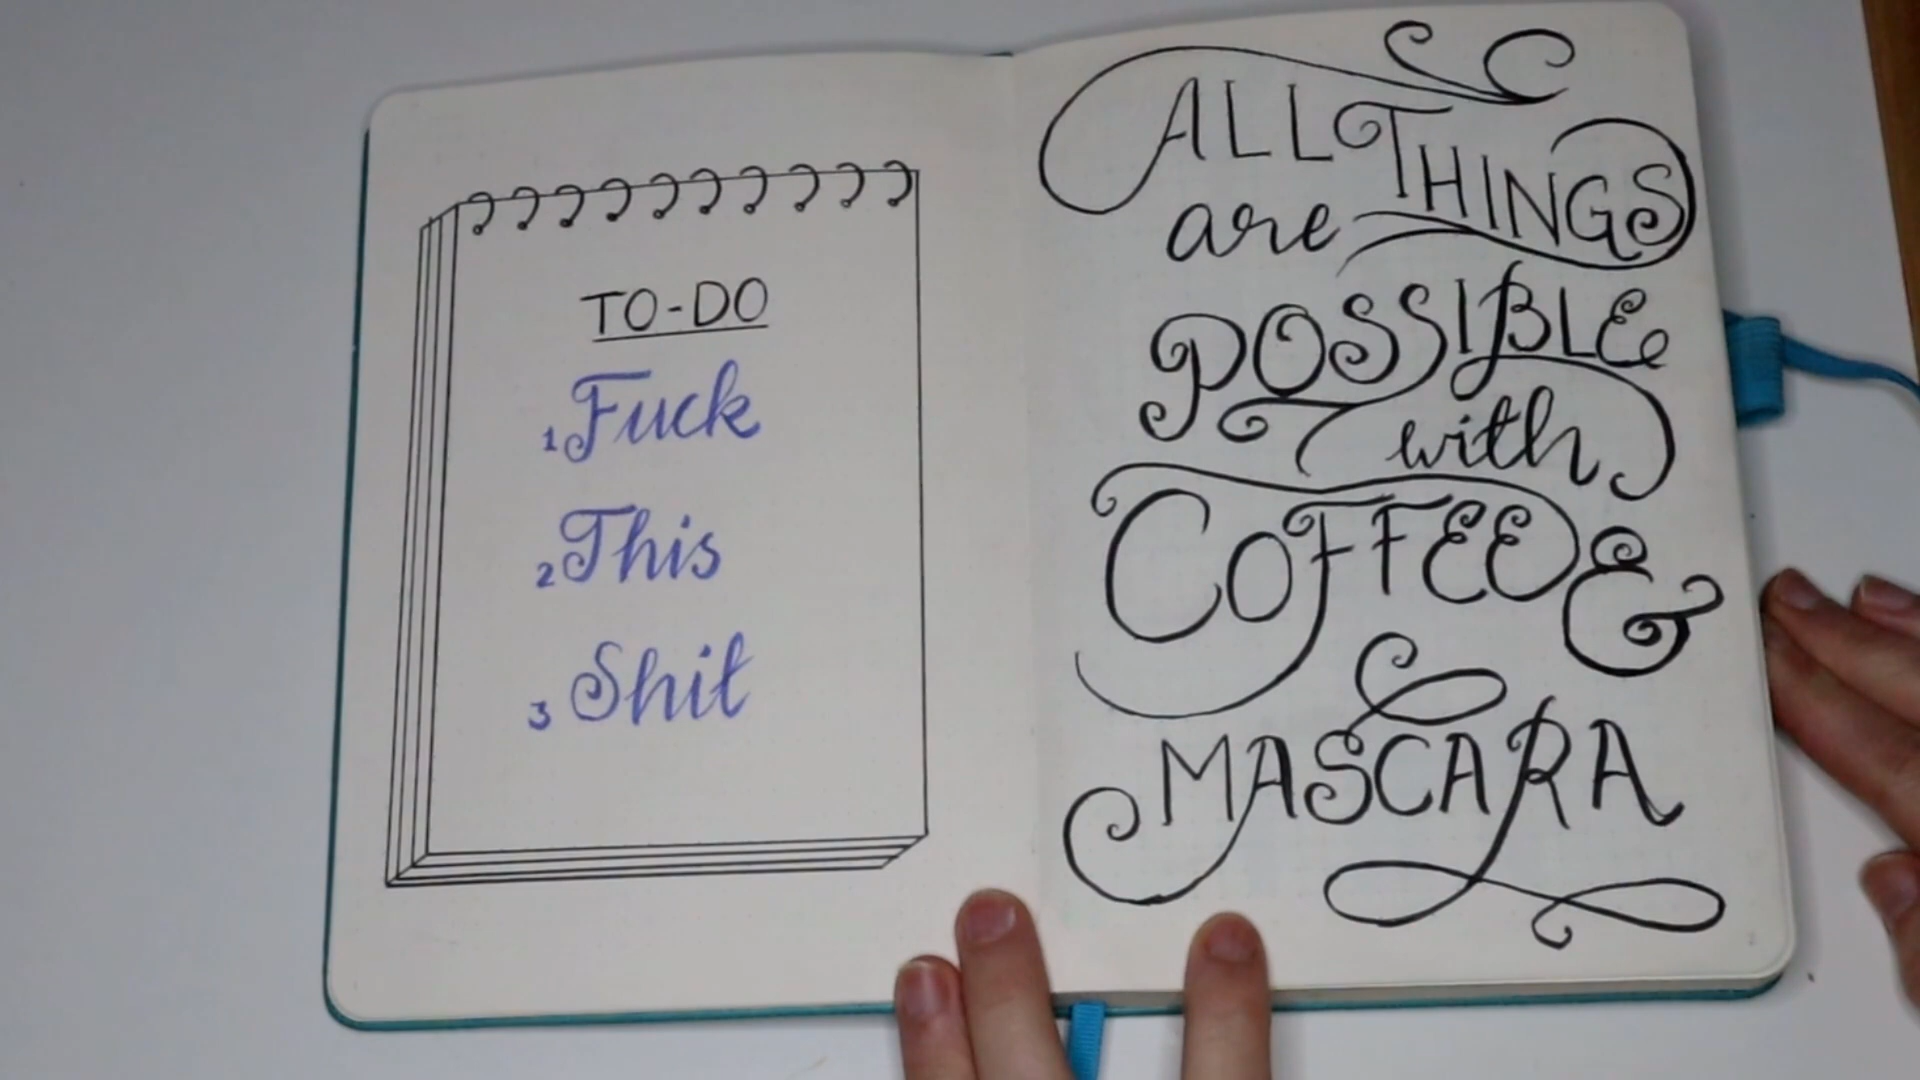 TO-DO
1 Fuck
2 This
3 Shit
ALL THINGS
are
POSSIBLE
with
COFFEE &
MASCARA